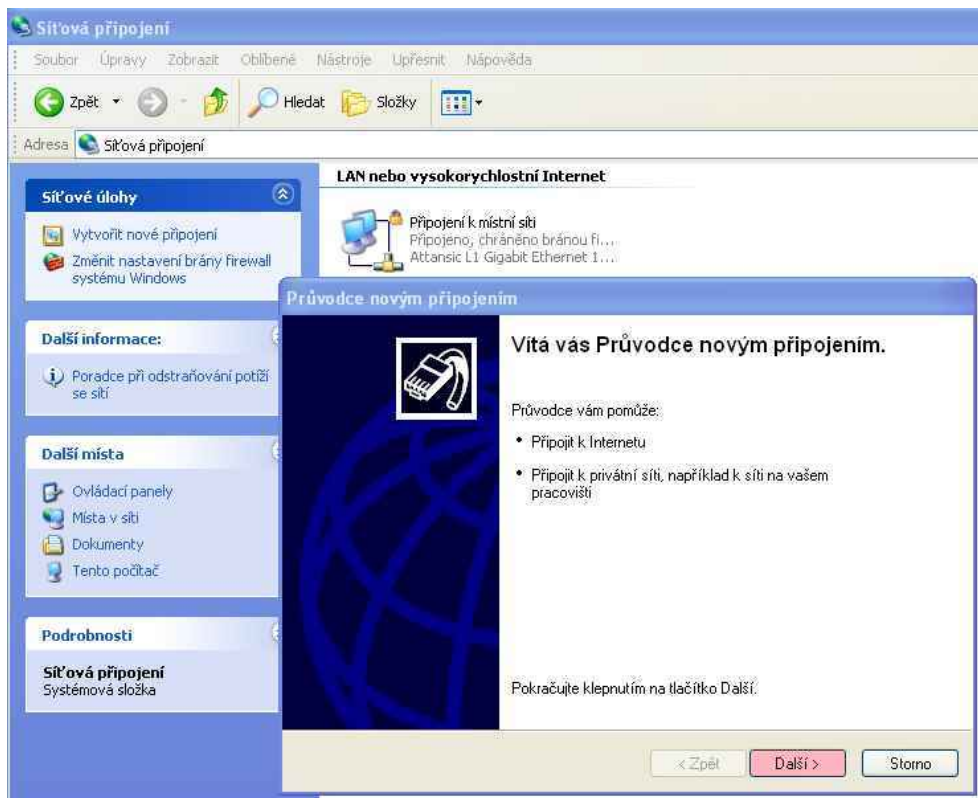 Síťová připojení
Soubor Úpravy Zobrazit Oblíbené Nástroje Upřesnit Nápověda
Zpět Hledat Složky
Adresa Síťová připojení
Síťové úlohy
Vytvořit nové připojení
Změnit nastavení brány firewall
systému Windows
Další informace:
Poradce při odstraňování potíží
se sítí
Další místa
Ovládací panely
Místa v síti
Dokumenty
Tento počítač
Podrobnosti
Síťová připojení
Systémová složka
LAN nebo vysokorychlostní Internet
Připojení k místní síti
Připojeno, chráněno bránou fi...
Attansic L1 Gigabit Ethernet 1...
Průvodce novým připojením
Vítá vás Průvodce novým připojením.
Průvodce vám pomůže:
• Připojit k Internetu
• Připojit k privátní síti, například k síti na vašem
pracovišti
Pokračujte klepnutím na tlačítko Další.
< Zpět Další > Storno